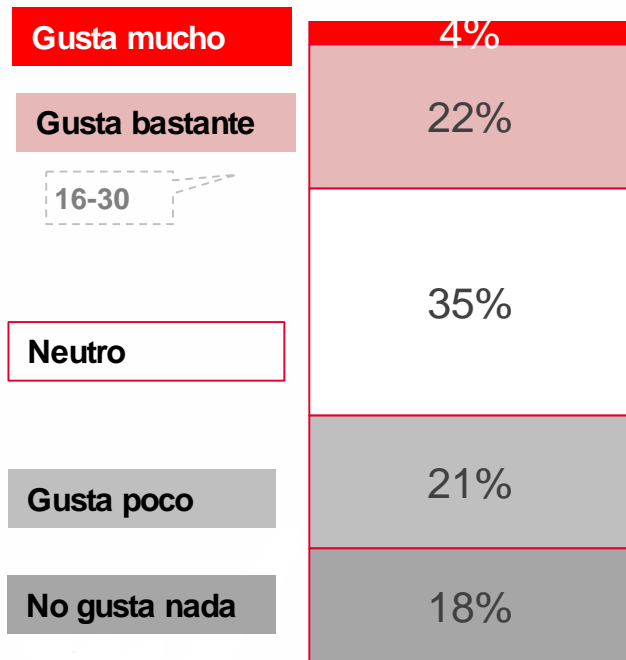 Gusta mucho 4%
Gusta bastante 22%
16-30
35%
Neutro
21%
Gusta poco
No gusta nada 18%